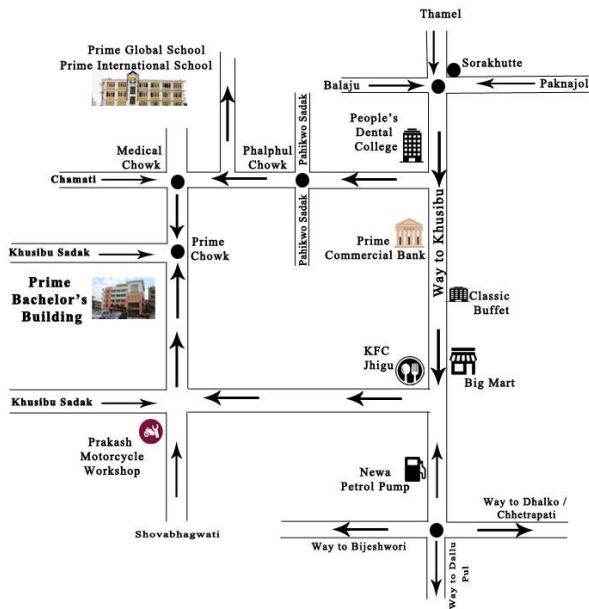 Thamel
Prime Global School
Prime International School
Sorakhutte
Balaju
Paknajol
People's
Dental
College
Pahikwo Sadak
Medical
Chowk
Phalphul
Chowk
Chamati
Pahikwo Sadak
Way to Khusibu
Prime
Commercial Bank
Khusibu Sadak
Prime
Chowk
Prime
Bachelor's
Building
Classic
Buffet
KFC
Jhigu
Big Mart
Khusibu Sadak
Prakash
Motorcycle
Workshop
Newa
Petrol Pump
Way to Dhalko /
Chhetrapati
Shovabhagwati
Way to Bijeshwori
Way to Dallu
Pul